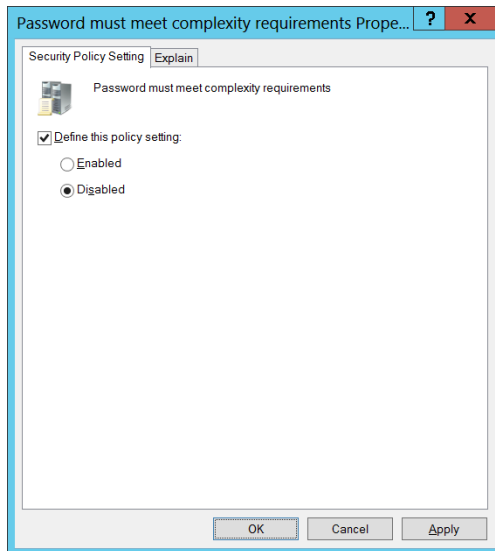 Password must meet complexity requirements Prope...
?
x
Security Policy Setting
Explain
Password must meet complexity requirements
Define this policy setting:
Enabled
Disabled
OK
Cancel
Apply